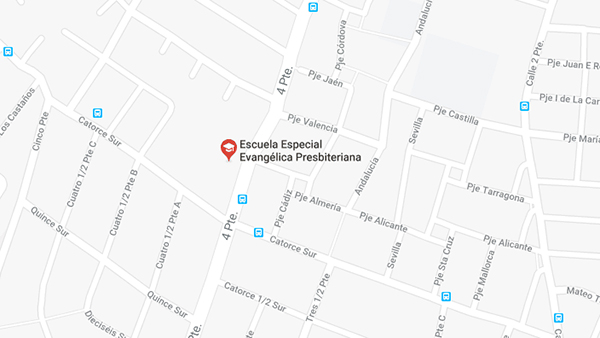 Pje Córdova
Andalucía
Calle 2 Pte.
Pje Juan E Ro
Pje Jaén
4 Pte.
Los Castaños
Cinco Pte
Catorce Sur
Pje Valencia
Pje Castilla
Pje I de La Can
Sevilla
Pje María
Escuela Especial
Evangélica Presbiteriana
Cuatro 1/2 Pte C
Cuatro 1/2 Pte B
Cuatro 1/2 Pte A
Andalucía
Pje Tarragona
Pje Cádiz
Pje Almería
Pje Alicante
Quince Sur
4 Pte.
Catorce Sur
Sevilla
Pje Sta Cruz
Pje Alicante
Pje Mallorca
Quince Sur
Catorce 1/2 Sur
Tres 1/2 Pte
Mateo T
Dieciséis Sur
Pte.
Pte C